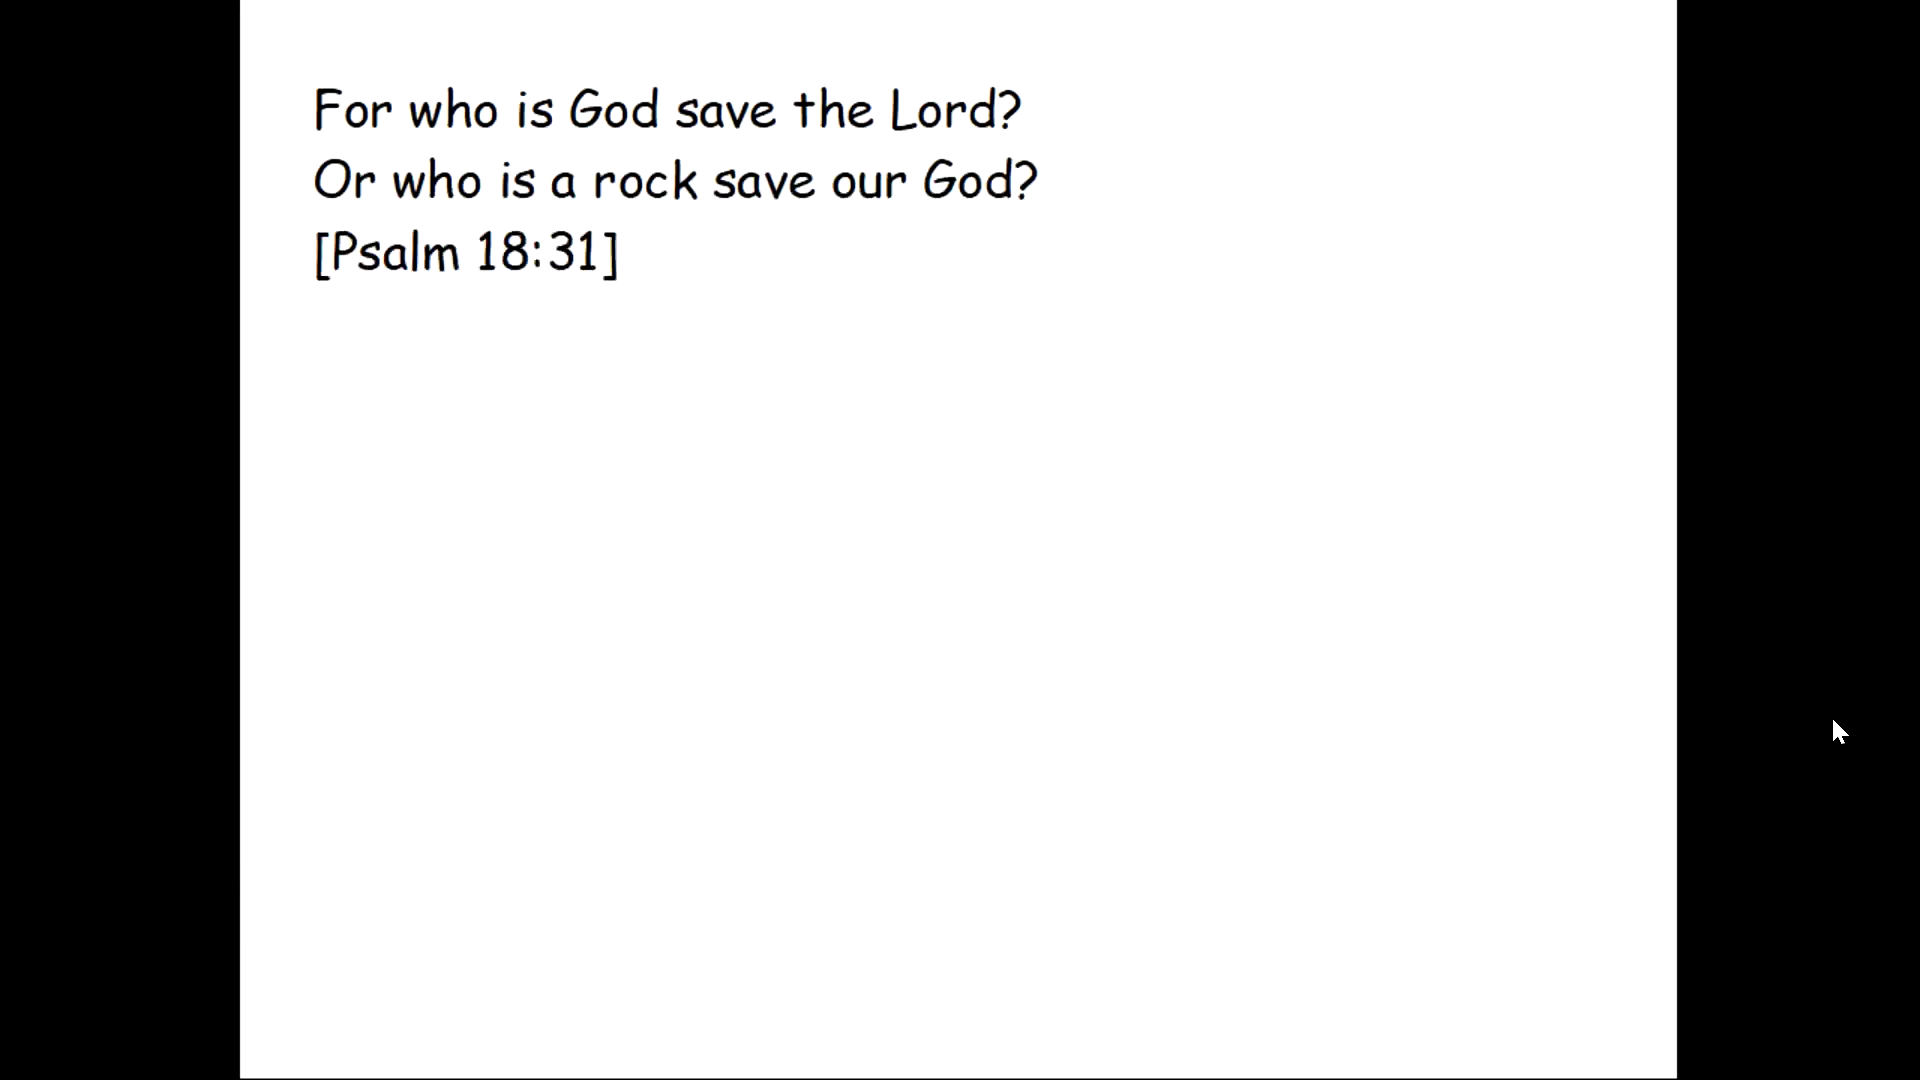 For who is God save the Lord?
Or who is a rock save our God?
[Psalm 18:31]